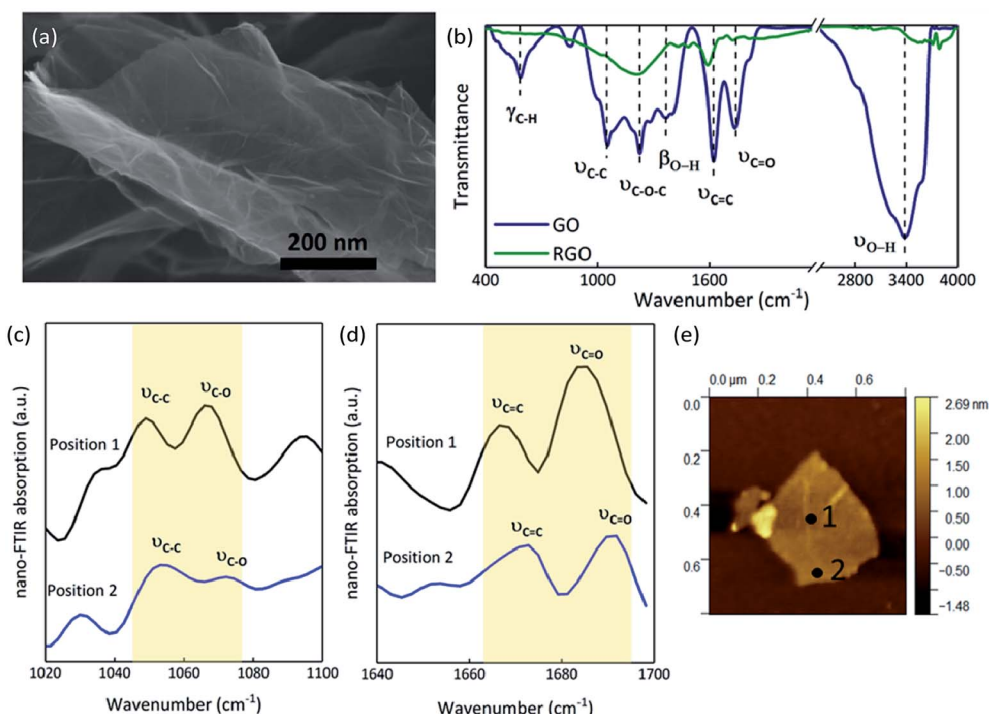 (a)
200 nm
(b)
Transmittance
γC-H
υC-C
υC-O-C
βO–H
υC=C
υC=O
υO–H
GO
RGO
400 1000 1600 2800 3400 4000
Wavenumber (cm⁻¹)
(c)
nano-FTIR absorption (a.u.)
υC-C
υC-O
Position 1
υC-C
υC-O
Position 2
1020 1040 1060 1080 1100
Wavenumber (cm⁻¹)
(d)
nano-FTIR absorption (a.u.)
υC=O
υC=C
Position 1
υC=C
υC=O
Position 2
1640 1660 1680 1700
Wavenumber (cm⁻¹)
(e)
0.0 μm 0.2 0.4 0.6
0.0
0.2
0.4
0.6
1
2
2.69 nm
2.00
1.50
1.00
0.50
0.00
−0.50
−1.48